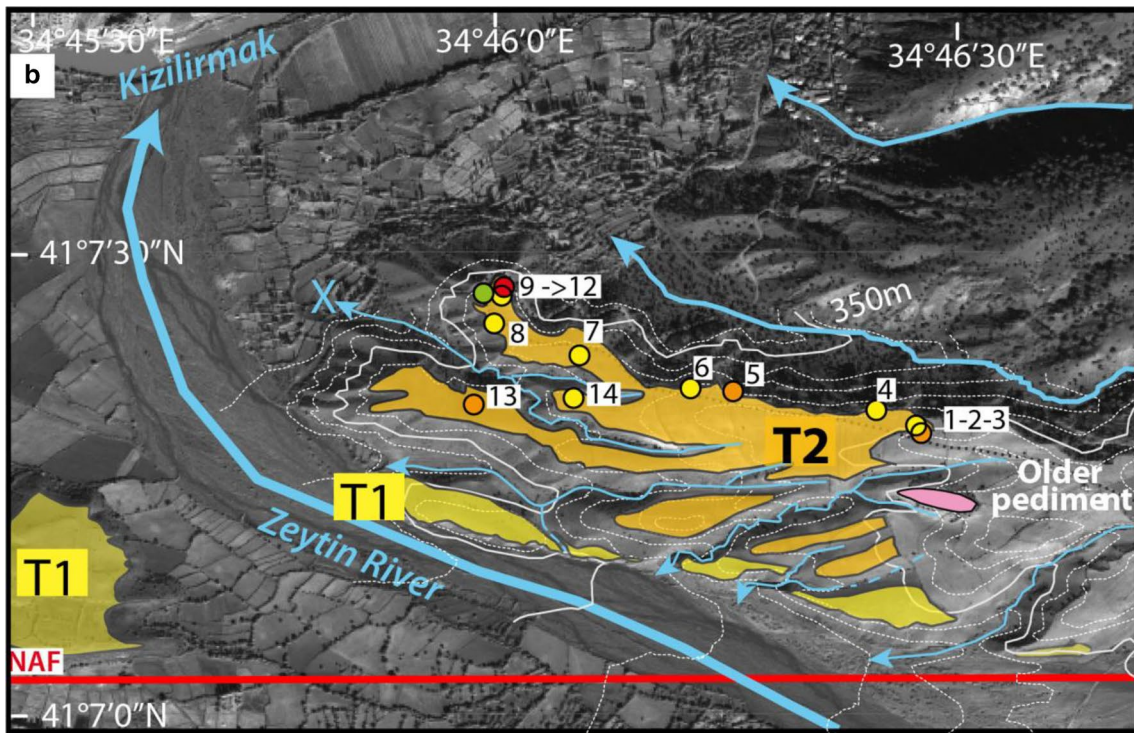 34°45'30"E
34°46'0"E
34°46'30"E
b
Kizilirmak
41°7'30"N
350m
X
9 ->12
8
7
6
5
4
1-2-3
13
14
T2
Older
pediment
T1
T1
Zeytin River
NAF
41°7'0"N